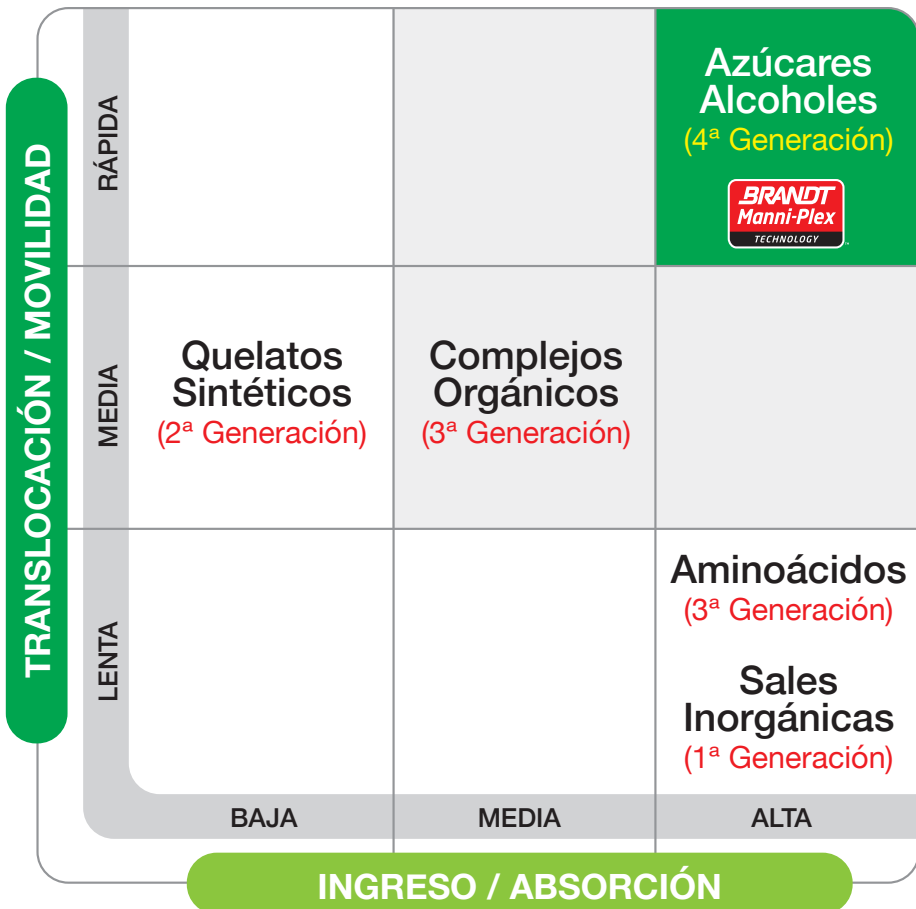 TRANSLOCACIÓN / MOVILIDAD
RÁPIDA
Azúcares
Alcoholes
(4ª Generación)
BRANDT
Manni-Plex
TECHNOLOGY
MEDIA
Quelatos
Sintéticos
(2ª Generación)
Complejos
Orgánicos
(3ª Generación)
LENTA
Aminoácidos
(3ª Generación)
Sales
Inorgánicas
(1ª Generación)
BAJA
MEDIA
ALTA
INGRESO / ABSORCIÓN